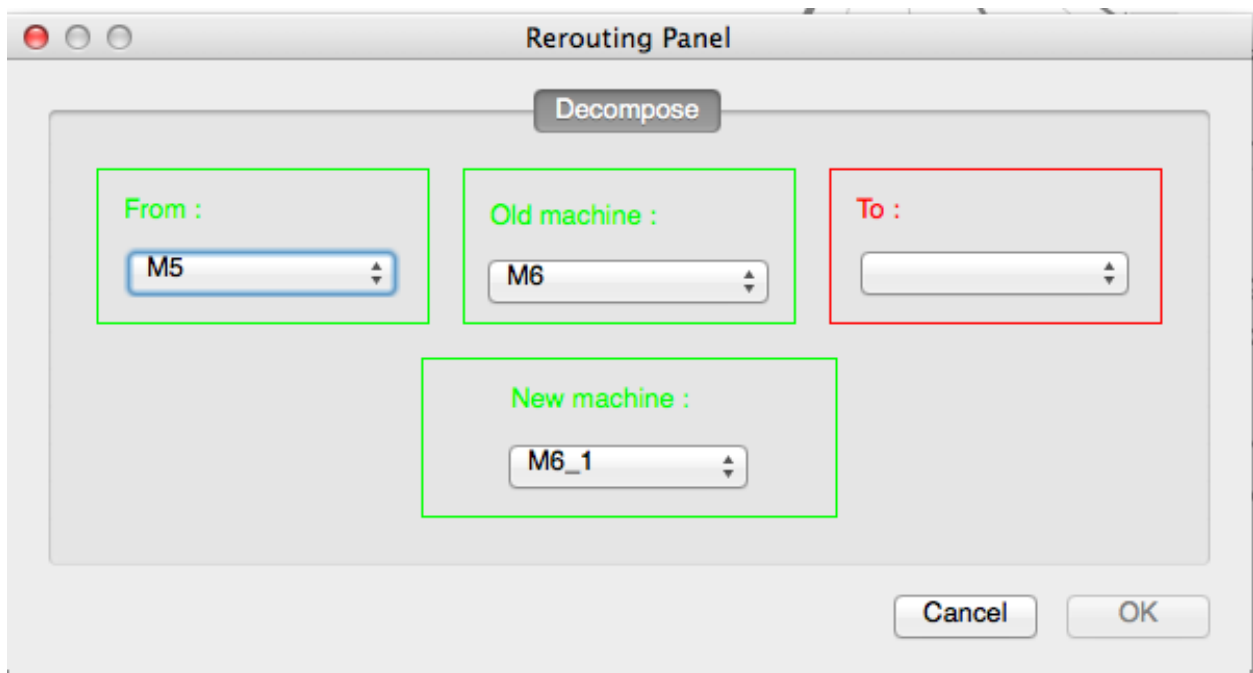 Rerouting Panel
Decompose
From :
Old machine :
To :
M5
M6
New machine :
M6_1
Cancel
OK